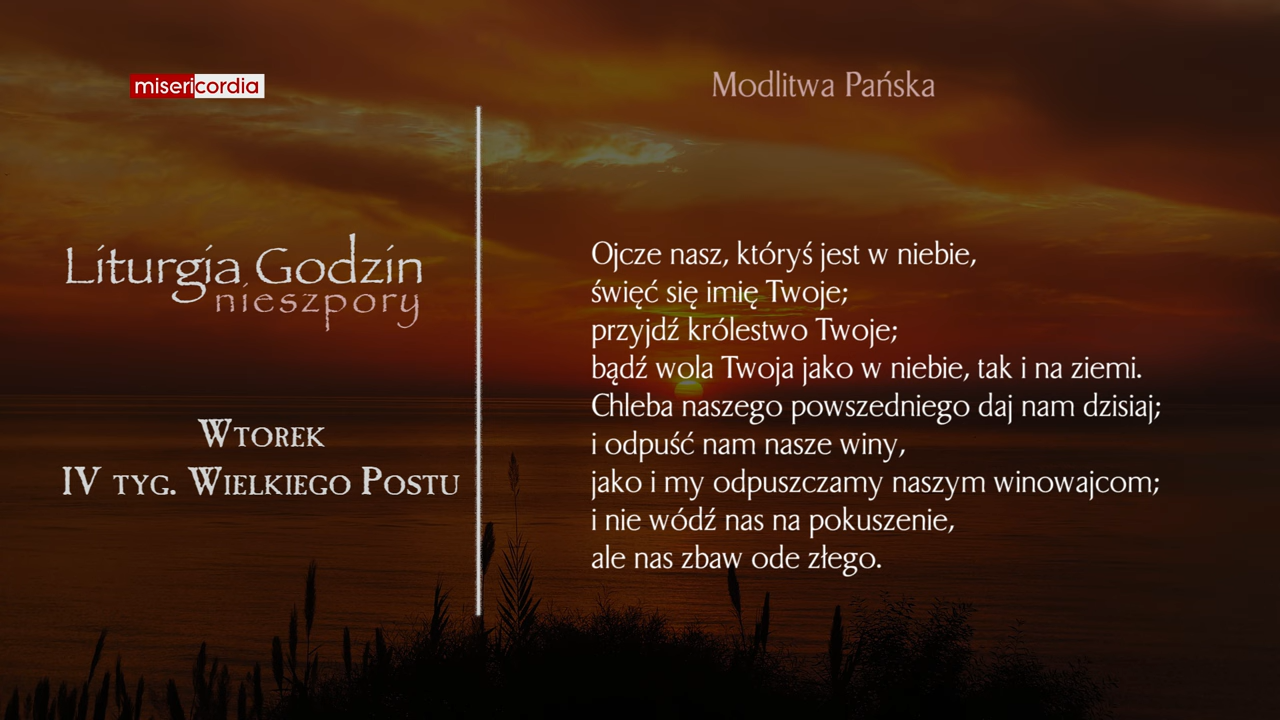 misericordia
Liturgia Godzin
nieszpory
Wtorek
IV tyg. Wielkiego Postu
Modlitwa Pańska
Ojcze nasz, któryś jest w niebie,
święć się imię Twoje;
przyjdź królestwo Twoje;
bądź wola Twoja jako w niebie, tak i na ziemi.
Chleba naszego powszedniego daj nam dzisiaj;
i odpuść nam nasze winy,
jako i my odpuszczamy naszym winowajcom;
i nie wódź nas na pokuszenie,
ale nas zbaw ode złego.